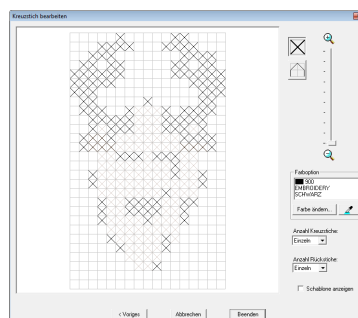 Kreuzstich bearbeiten
Farboption
900
EMBROIDERY
SCHWARZ
Farbe ändern...
Anzahl Kreuzstiche:
Einzeln
Anzahl Rückstiche:
Einzeln
Schablone anzeigen
< Voriges
Abbrechen
Beenden